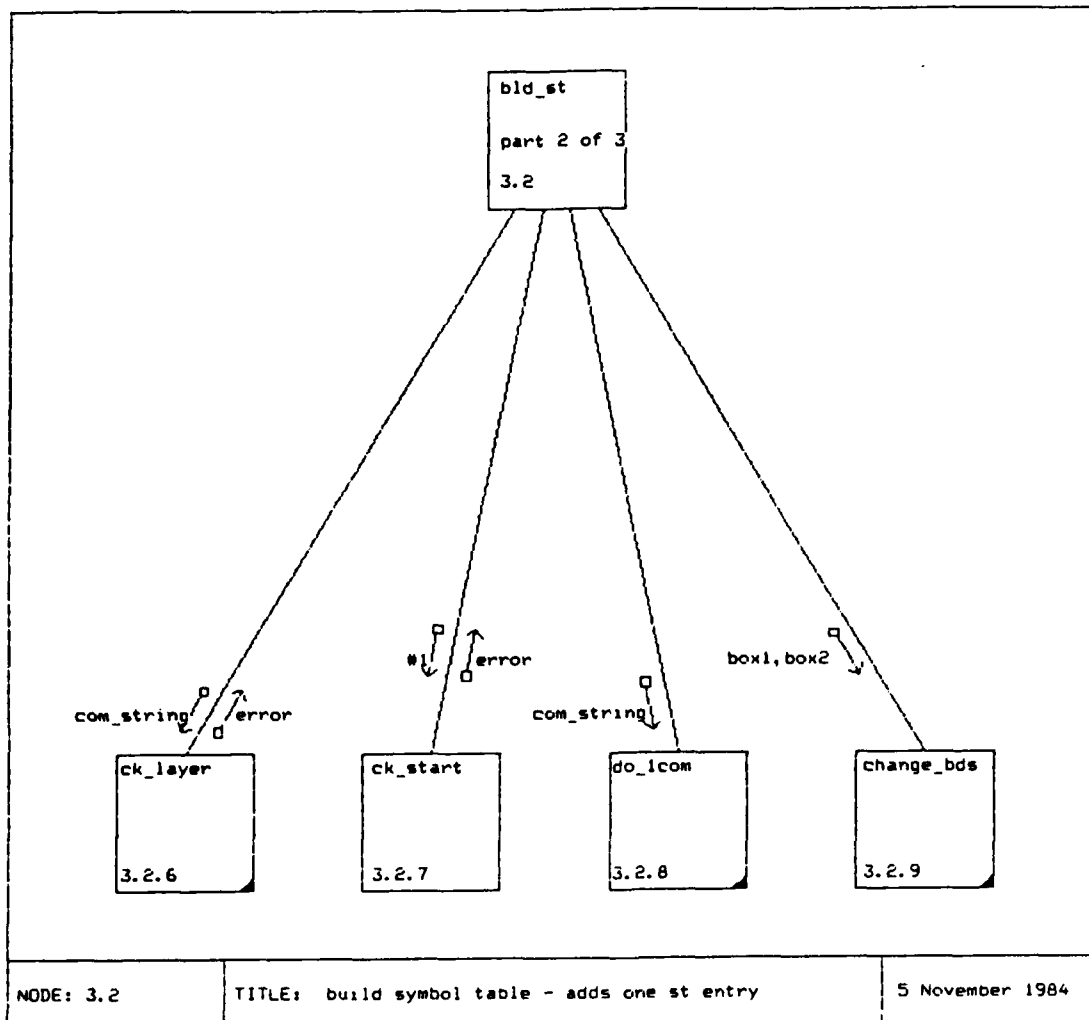 bld_st
part 2 of 3
3.2
#1
error
box1,box2
com_string
error
com_string
ck_layer
ck_start
do_lcom
change_bds
3.2.6
3.2.7
3.2.8
3.2.9
NODE: 3.2
TITLE: build symbol table - adds one st entry
5 November 1984